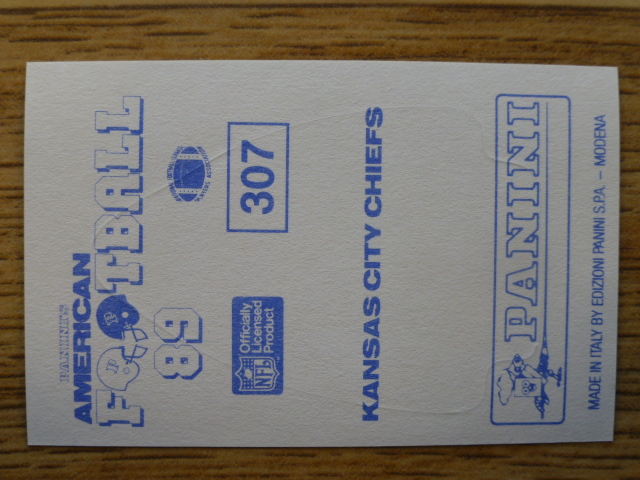 PANINI'S
AMERICAN
FOOTBALL
89
NFL
Officially
Licensed
Product
307
KANSAS CITY CHIEFS
PANINI
MADE IN ITALY BY EDIZIONI PANINI S.P.A. – MODENA